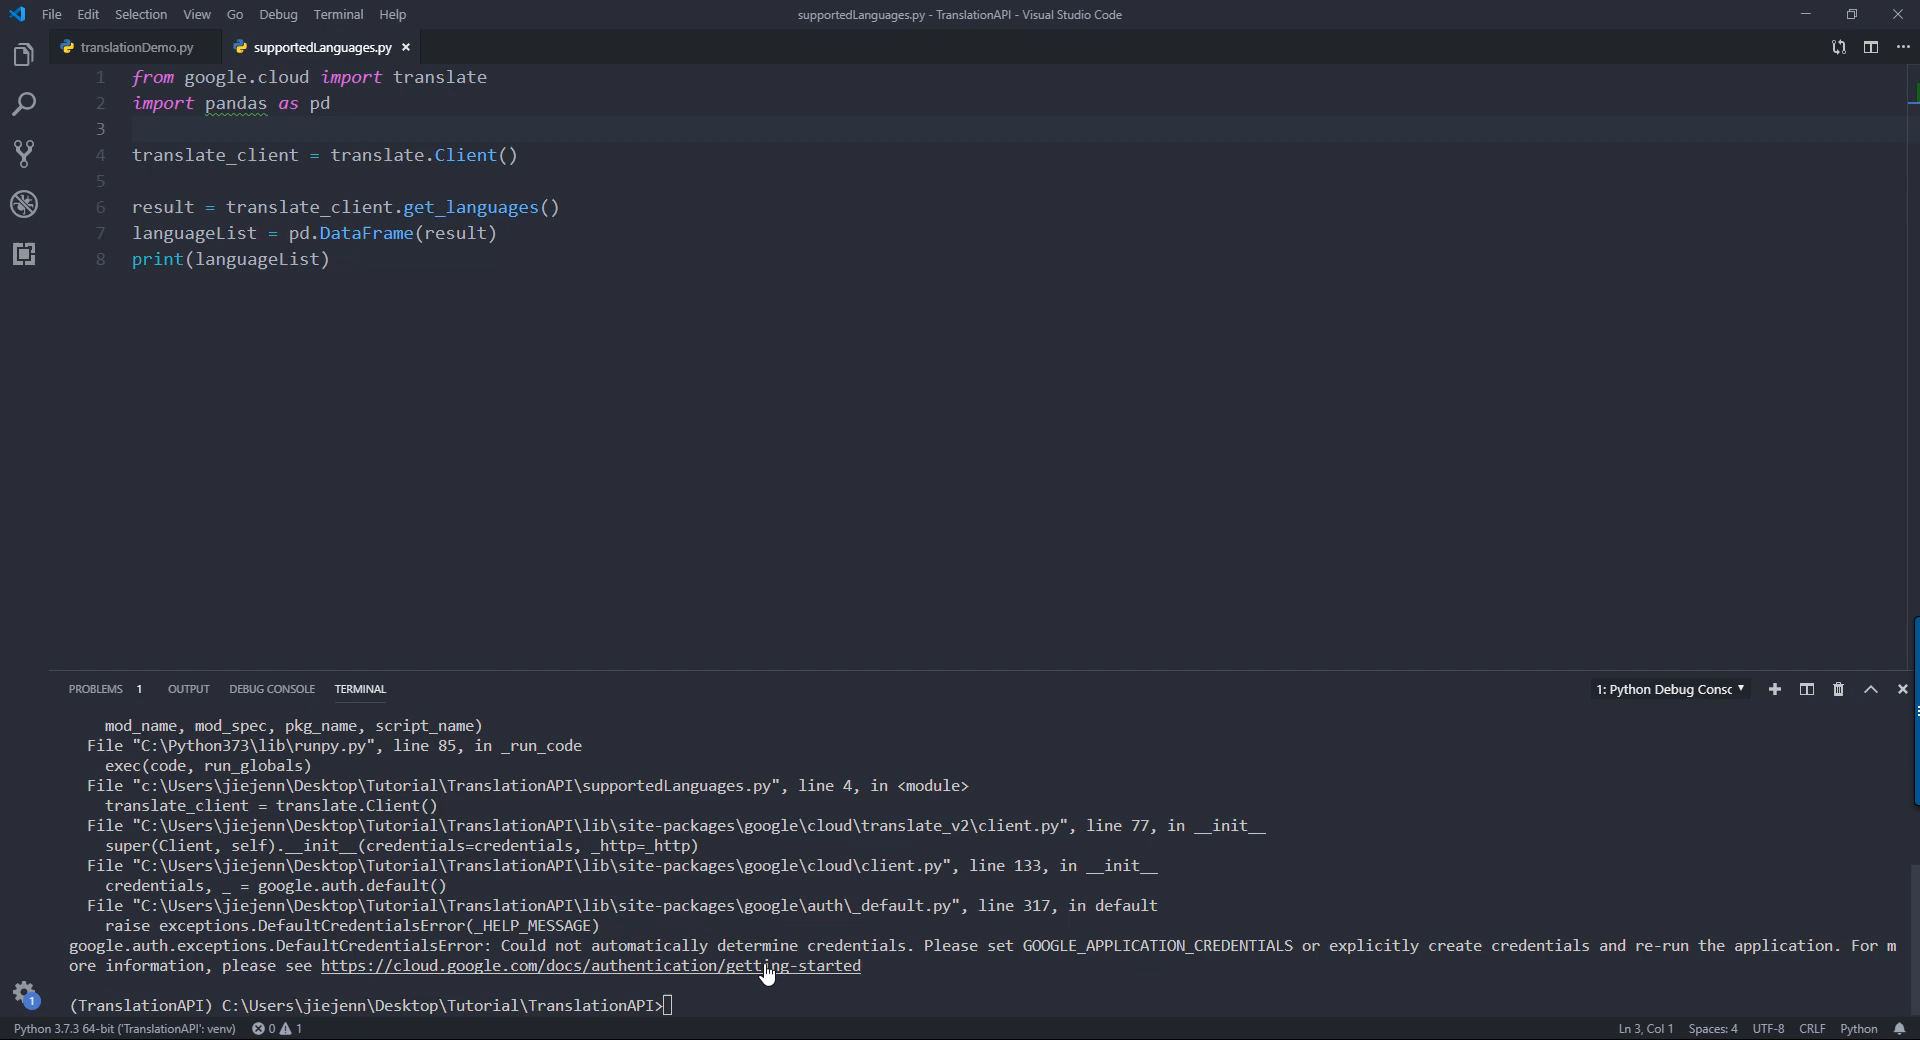 File Edit Selection View Go Debug Terminal Help
supportedLanguages.py - TranslationAPI - Visual Studio Code
translationDemo.py
supportedLanguages.py
1 from google.cloud import translate
2 import pandas as pd
3
4 translate_client = translate.Client()
5
6 result = translate_client.get_languages()
7 languageList = pd.DataFrame(result)
8 print(languageList)
PROBLEMS 1 OUTPUT DEBUG CONSOLE TERMINAL
1: Python Debug Consc
mod_name, mod_spec, pkg_name, script_name)
File "C:\Python373\lib\runpy.py", line 85, in _run_code
exec(code, run_globals)
File "c:\Users\jiejenn\Desktop\Tutorial\TranslationAPI\supportedLanguages.py", line 4, in <module>
translate_client = translate.Client()
File "C:\Users\jiejenn\Desktop\Tutorial\TranslationAPI\lib\site-packages\google\cloud\translate_v2\client.py", line 77, in __init__
super(Client, self).__init__(credentials=credentials, _http=_http)
File "C:\Users\jiejenn\Desktop\Tutorial\TranslationAPI\lib\site-packages\google\cloud\client.py", line 133, in __init__
credentials, _ = google.auth.default()
File "C:\Users\jiejenn\Desktop\Tutorial\TranslationAPI\lib\site-packages\google\auth\_default.py", line 317, in default
raise exceptions.DefaultCredentialsError(_HELP_MESSAGE)
google.auth.exceptions.DefaultCredentialsError: Could not automatically determine credentials. Please set GOOGLE_APPLICATION_CREDENTIALS or explicitly create credentials and re-run the application. For m
ore information, please see https://cloud.google.com/docs/authentication/getting-started
(TranslationAPI) C:\Users\jiejenn\Desktop\Tutorial\TranslationAPI>
1
Python 3.7.3 64-bit ('TranslationAPI': venv) 0 1
Ln 3, Col 1 Spaces: 4 UTF-8 CRLF Python